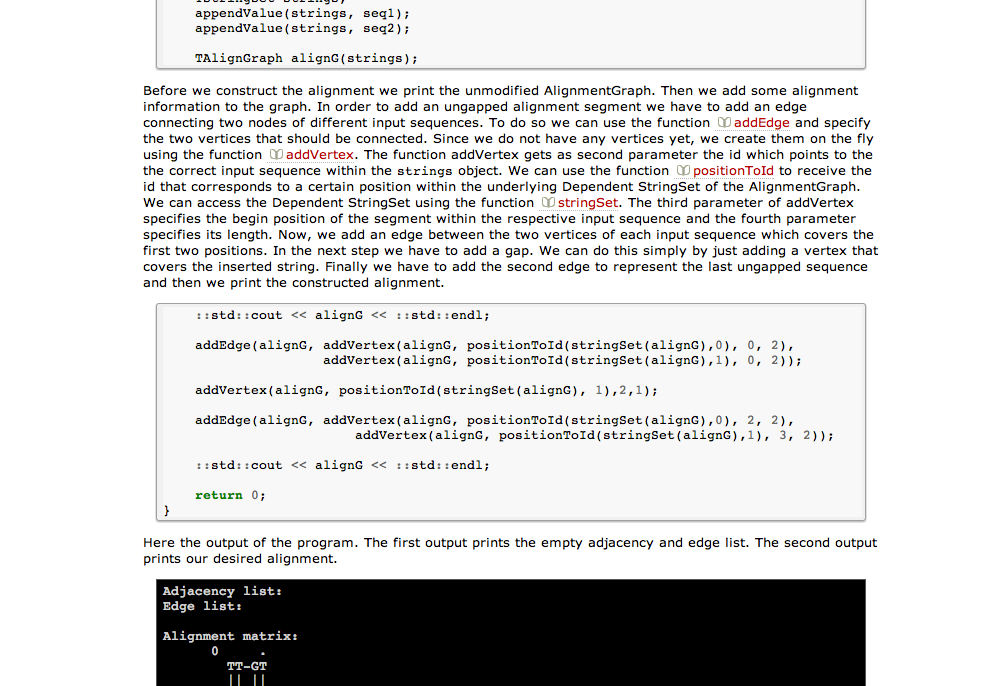 appendValue(strings, seq1);
appendValue(strings, seq2);
TAlignGraph alignG(strings);
Before we construct the alignment we print the unmodified AlignmentGraph. Then we add some alignment
information to the graph. In order to add an ungapped alignment segment we have to add an edge
connecting two nodes of different input sequences. To do so we can use the function addEdge and specify
the two vertices that should be connected. Since we do not have any vertices yet, we create them on the fly
using the function addVertex. The function addVertex gets as second parameter the id which points to the
the correct input sequence within the strings object. We can use the function positionToId to receive the
id that corresponds to a certain position within the underlying Dependent StringSet of the AlignmentGraph.
We can access the Dependent StringSet using the function stringSet. The third parameter of addVertex
specifies the begin position of the segment within the respective input sequence and the fourth parameter
specifies its length. Now, we add an edge between the two vertices of each input sequence which covers the
first two positions. In the next step we have to add a gap. We can do this simply by just adding a vertex that
covers the inserted string. Finally we have to add the second edge to represent the last ungapped sequence
and then we print the constructed alignment.
::std::cout << alignG << ::std::endl;
addEdge(alignG, addVertex(alignG, positionToId(stringSet(alignG),0), 0, 2),
addVertex(alignG, positionToId(stringSet(alignG),1), 0, 2));
addVertex(alignG, positionToId(stringSet(alignG), 1),2,1);
addEdge(alignG, addVertex(alignG, positionToId(stringSet(alignG),0), 2, 2),
addVertex(alignG, positionToId(stringSet(alignG),1), 3, 2));
::std::cout << alignG << ::std::endl;
return 0;
}
Here the output of the program. The first output prints the empty adjacency and edge list. The second output
prints our desired alignment.
Adjacency list:
Edge list:
Alignment matrix:
0 .
TT-GT
|| ||